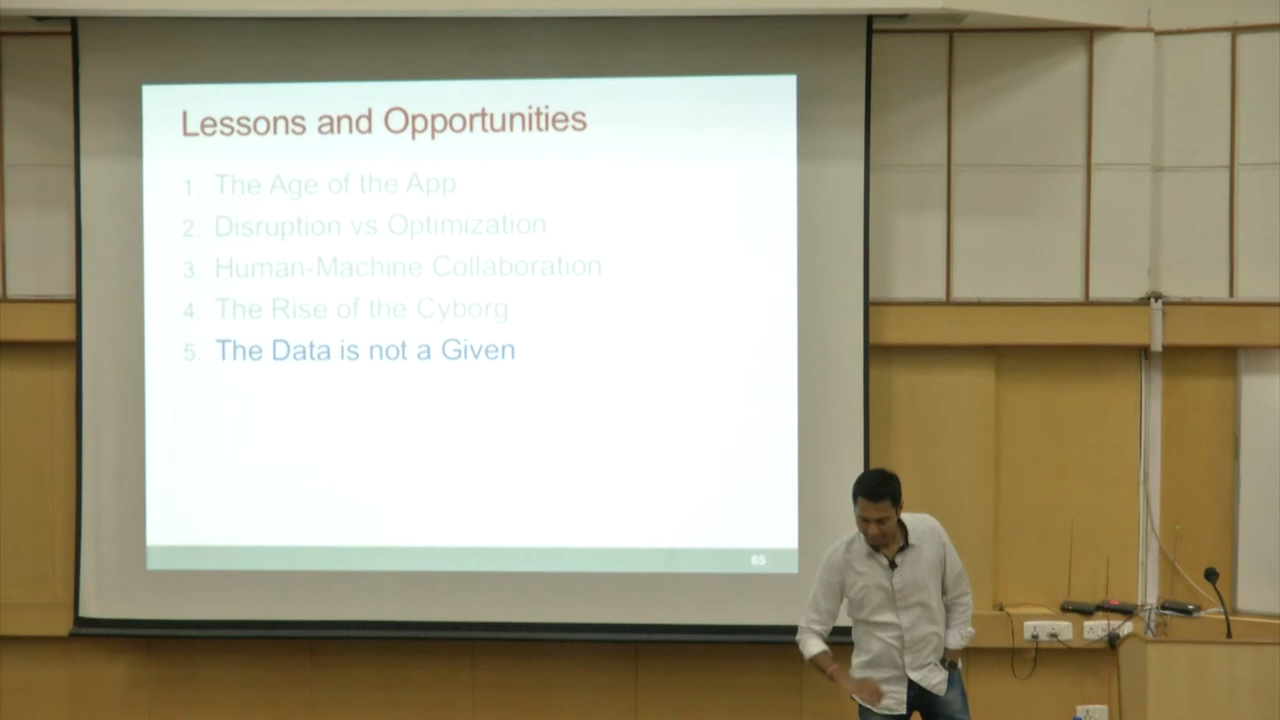 Lessons and Opportunities
1. The Age of the App
2. Disruption vs Optimization
3. Human-Machine Collaboration
4. The Rise of the Cyborg
5. The Data is not a Given
65